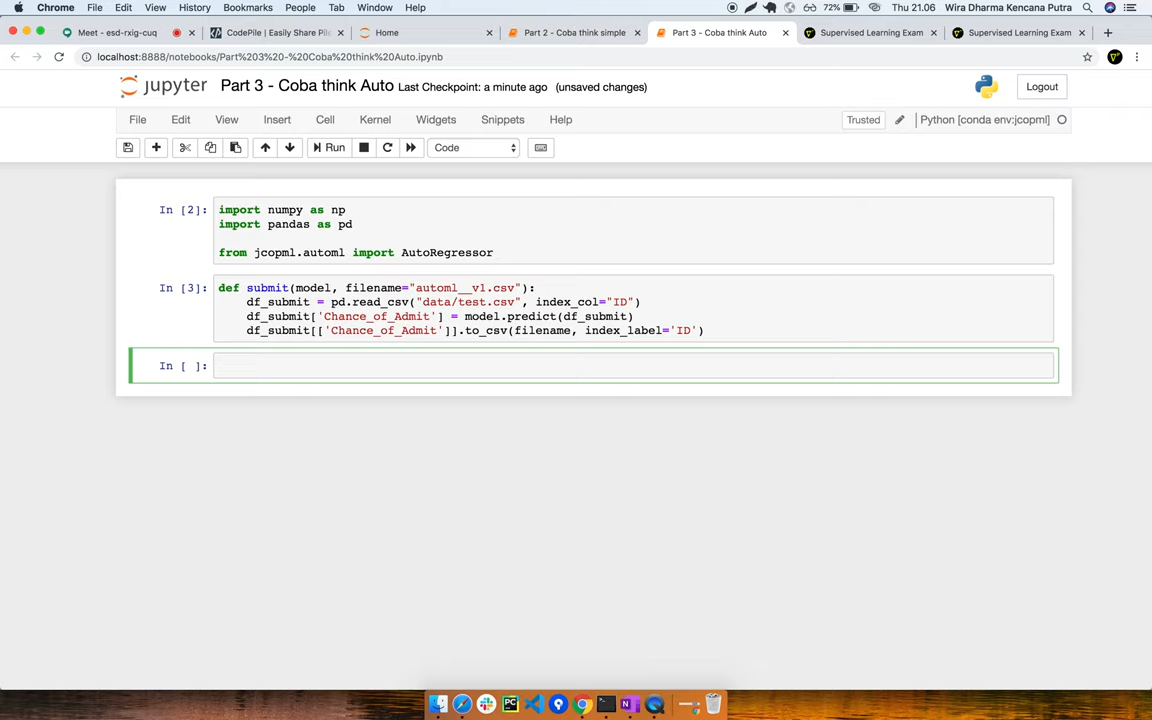 Chrome File Edit View History Bookmarks People Tab Window Help 72% Thu 21.06 Wira Dharma Kencana Putra
Meet - esd-rxig-cuq CodePile | Easily Share Pile Home Part 2 - Coba think simple Part 3 - Coba think Auto Supervised Learning Exam Supervised Learning Exam
localhost:8888/notebooks/Part%203%20-%20Coba%20think%20Auto.ipynb
jupyter Part 3 - Coba think Auto Last Checkpoint: a minute ago (unsaved changes) Logout
File Edit View Insert Cell Kernel Widgets Snippets Help Trusted Python [conda env:jcopml]
Run Code
In [2]: import numpy as np
import pandas as pd
from jcopml.automl import AutoRegressor
In [3]: def submit(model, filename="automl__v1.csv"):
df_submit = pd.read_csv("data/test.csv", index_col="ID")
df_submit['Chance_of_Admit'] = model.predict(df_submit)
df_submit[['Chance_of_Admit']].to_csv(filename, index_label='ID')
In [ ]: